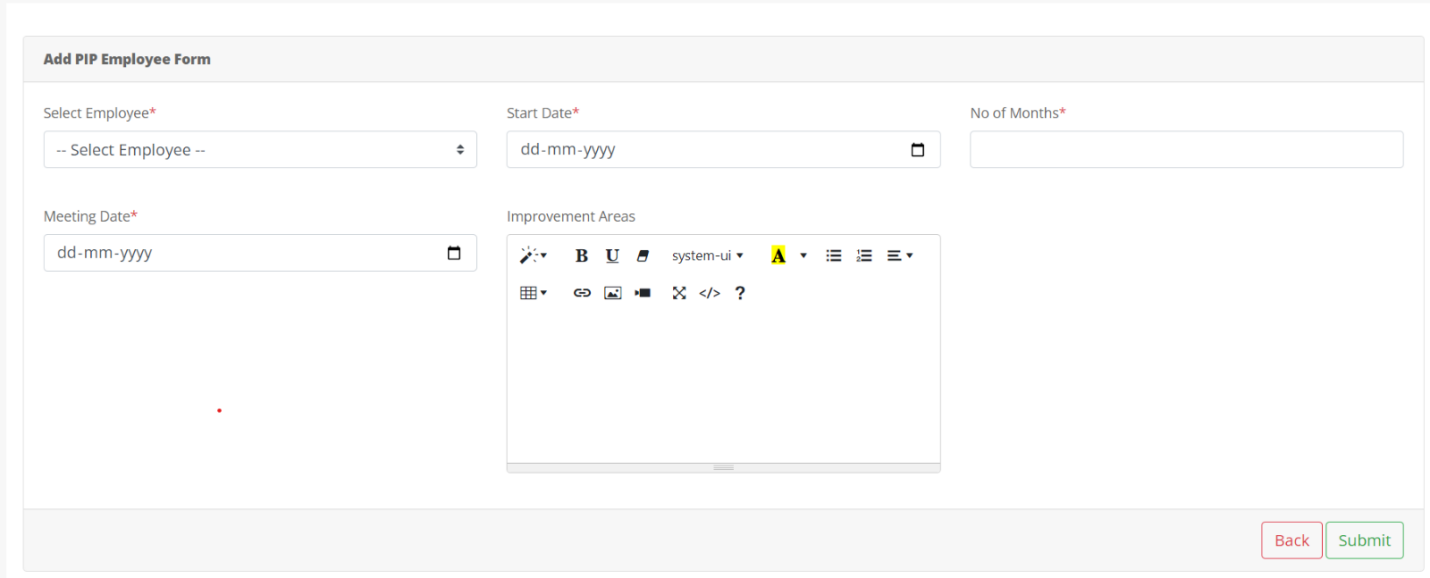 Add PIP Employee Form
Select Employee* Start Date* No of Months*
-- Select Employee -- dd-mm-yyyy
Meeting Date* Improvement Areas
dd-mm-yyyy
B U system-ui A
</> ?
Back Submit